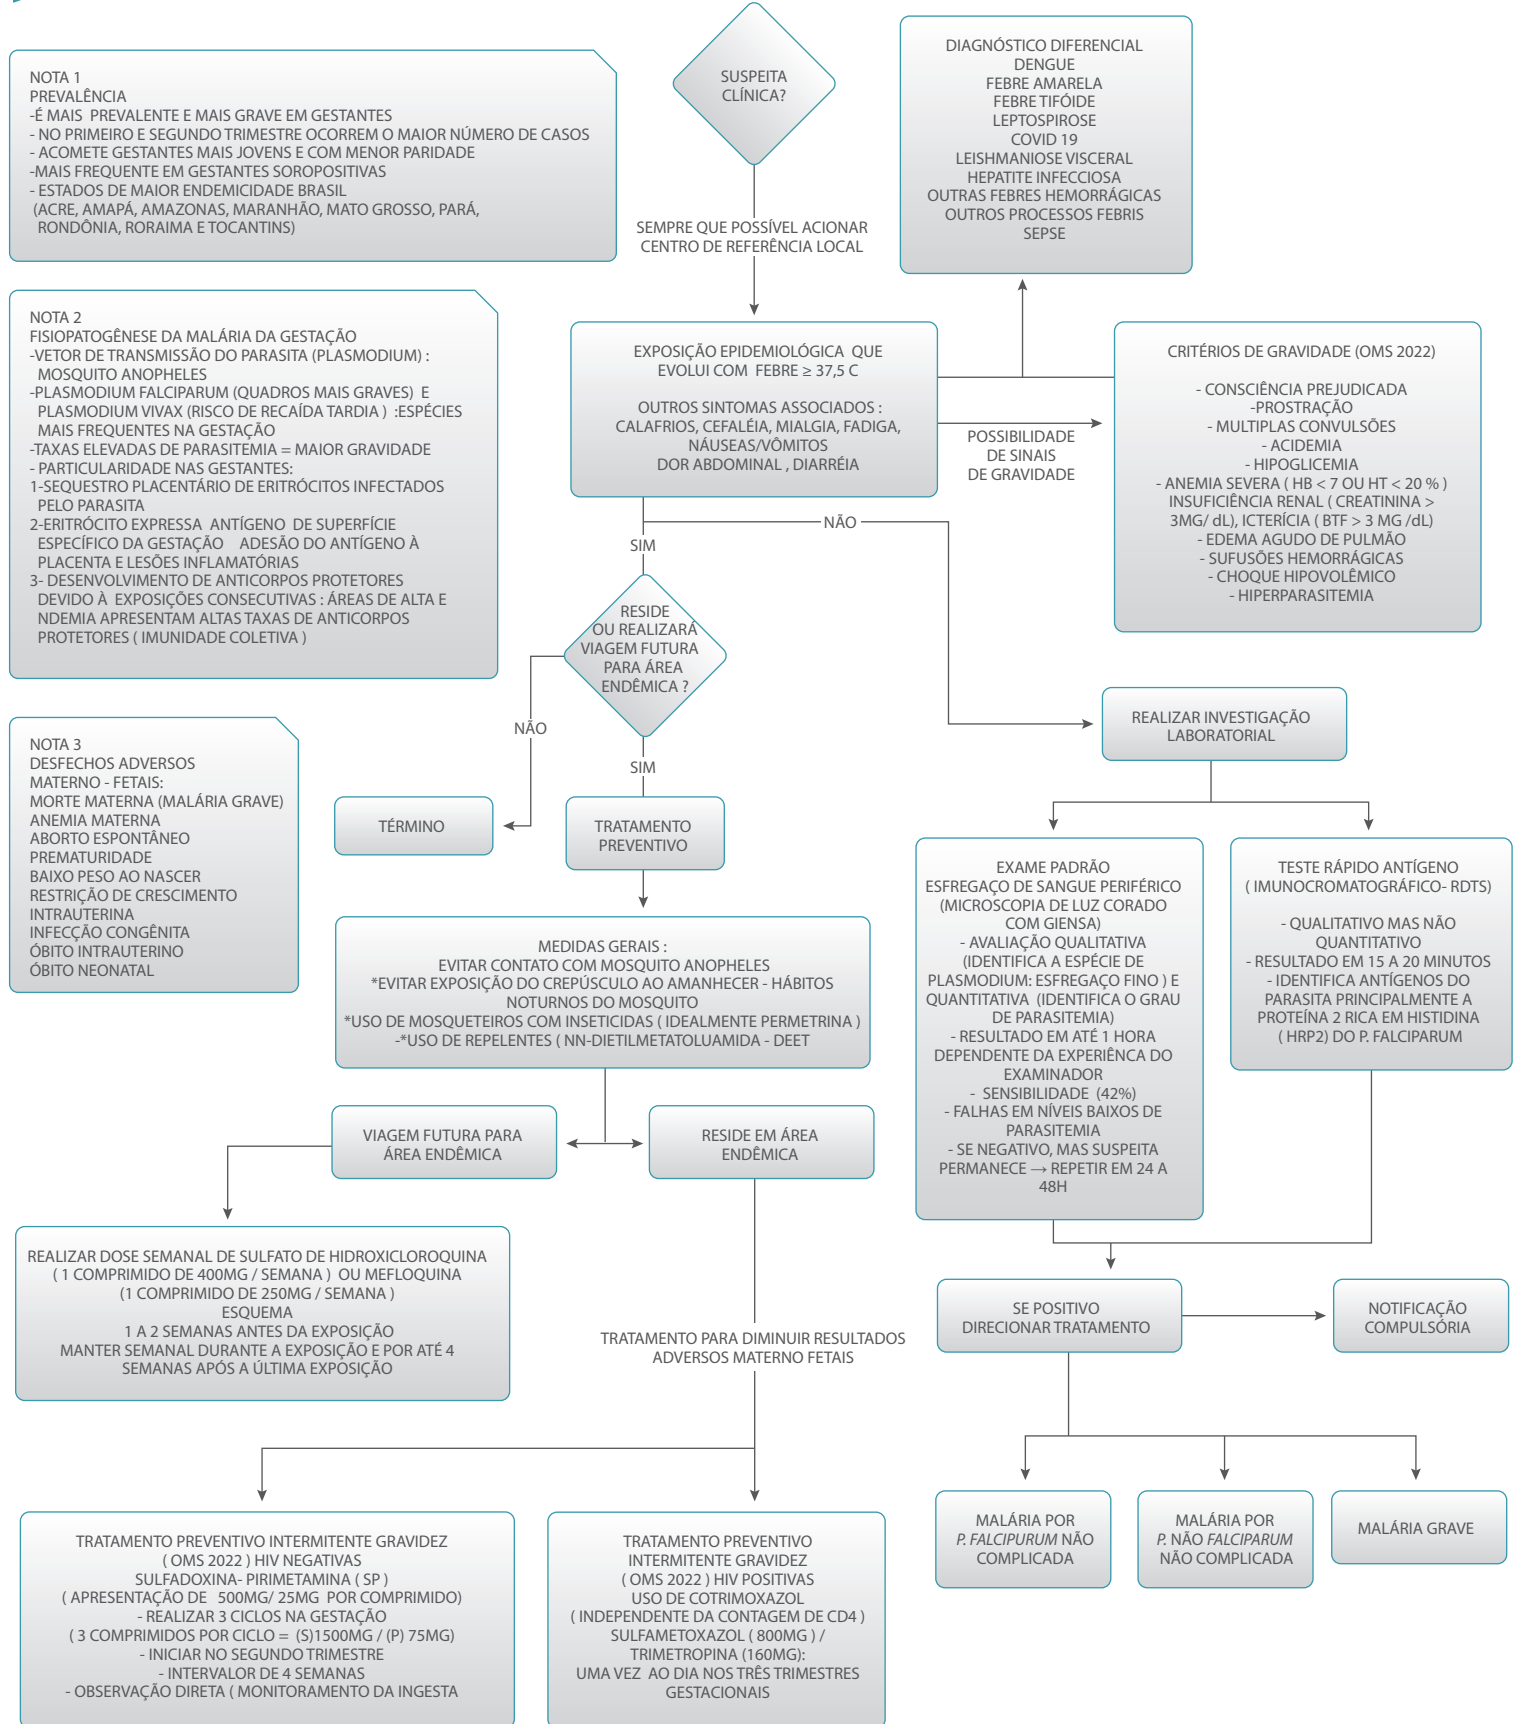 SUSPEITA
CLÍNICA?
SEMPRE QUE POSSÍVEL ACIONAR
CENTRO DE REFERÊNCIA LOCAL
NOTA 1
PREVALÊNCIA
-É MAIS PREVALENTE E MAIS GRAVE EM GESTANTES
- NO PRIMEIRO E SEGUNDO TRIMESTRE OCORREM O MAIOR NÚMERO DE CASOS
- ACOMETE GESTANTES MAIS JOVENS E COM MENOR PARIDADE
-MAIS FREQUENTE EM GESTANTES SOROPOSITIVAS
- ESTADOS DE MAIOR ENDEMICIDADE BRASIL
(ACRE, AMAPÁ, AMAZONAS, MARANHÃO, MATO GROSSO, PARÁ,
RONDÔNIA, RORAIMA E TOCANTINS)
NOTA 2
FISIOPATOGÊNESE DA MALÁRIA DA GESTAÇÃO
-VETOR DE TRANSMISSÃO DO PARASITA (PLASMODIUM) :
MOSQUITO ANOPHELES
-PLASMODIUM FALCIPARUM (QUADROS MAIS GRAVES) E
PLASMODIUM VIVAX (RISCO DE RECAÍDA TARDIA ) :ESPÉCIES
MAIS FREQUENTES NA GESTAÇÃO
-TAXAS ELEVADAS DE PARASITEMIA = MAIOR GRAVIDADE
- PARTICULARIDADE NAS GESTANTES:
1-SEQUESTRO PLACENTÁRIO DE ERITRÓCITOS INFECTADOS
PELO PARASITA
2-ERITRÓCITO EXPRESSA ANTÍGENO DE SUPERFÍCIE
ESPECÍFICO DA GESTAÇÃO ADESÃO DO ANTÍGENO À
PLACENTA E LESÕES INFLAMATÓRIAS
3- DESENVOLVIMENTO DE ANTICORPOS PROTETORES
DEVIDO À EXPOSIÇÕES CONSECUTIVAS : ÁREAS DE ALTA E
NDEMIA APRESENTAM ALTAS TAXAS DE ANTICORPOS
PROTETORES ( IMUNIDADE COLETIVA )
NOTA 3
DESFECHOS ADVERSOS
MATERNO - FETAIS:
MORTE MATERNA (MALÁRIA GRAVE)
ANEMIA MATERNA
ABORTO ESPONTÂNEO
PREMATURIDADE
BAIXO PESO AO NASCER
RESTRIÇÃO DE CRESCIMENTO
INTRAUTERINA
INFECÇÃO CONGÊNITA
ÓBITO INTRAUTERINO
ÓBITO NEONATAL
DIAGNÓSTICO DIFERENCIAL
DENGUE
FEBRE AMARELA
FEBRE TIFÓIDE
LEPTOSPIROSE
COVID 19
LEISHMANIOSE VISCERAL
HEPATITE INFECCIOSA
OUTRAS FEBRES HEMORRÁGICAS
OUTROS PROCESSOS FEBRIS
SEPSE
EXPOSIÇÃO EPIDEMIOLÓGICA QUE
EVOLUI COM FEBRE ≥ 37,5 C
OUTROS SINTOMAS ASSOCIADOS :
CALAFRIOS, CEFALÉIA, MIALGIA, FADIGA,
NÁUSEAS/VÔMITOS
DOR ABDOMINAL , DIARRÉIA
POSSIBILIDADE
DE SINAIS
DE GRAVIDADE
CRITÉRIOS DE GRAVIDADE (OMS 2022)
- CONSCIÊNCIA PREJUDICADA
-PROSTRAÇÃO
- MULTIPLAS CONVULSÕES
- ACIDEMIA
- HIPOGLICEMIA
- ANEMIA SEVERA ( HB < 7 OU HT < 20 % )
INSUFICIÊNCIA RENAL ( CREATININA >
3MG/ dL), ICTERÍCIA ( BTF > 3 MG /dL)
- EDEMA AGUDO DE PULMÃO
- SUFUSÕES HEMORRÁGICAS
- CHOQUE HIPOVOLÊMICO
- HIPERPARASITEMIA
NÃO
SIM
RESIDE
OU REALIZARÁ
VIAGEM FUTURA
PARA ÁREA
ENDÊMICA ?
NÃO
SIM
TÉRMINO
TRATAMENTO
PREVENTIVO
REALIZAR INVESTIGAÇÃO
LABORATORIAL
EXAME PADRÃO
ESFREGAÇO DE SANGUE PERIFÉRICO
(MICROSCOPIA DE LUZ CORADO
COM GIENSA)
- AVALIAÇÃO QUALITATIVA
(IDENTIFICA A ESPÉCIE DE
PLASMODIUM: ESFREGAÇO FINO ) E
QUANTITATIVA (IDENTIFICA O GRAU
DE PARASITEMIA)
- RESULTADO EM ATÉ 1 HORA
DEPENDENTE DA EXPERIÊNCA DO
EXAMINADOR
- SENSIBILIDADE (42%)
- FALHAS EM NÍVEIS BAIXOS DE
PARASITEMIA
- SE NEGATIVO, MAS SUSPEITA
PERMANECE → REPETIR EM 24 A
48H
TESTE RÁPIDO ANTÍGENO
( IMUNOCROMATOGRÁFICO- RDTS)
- QUALITATIVO MAS NÃO
QUANTITATIVO
- RESULTADO EM 15 A 20 MINUTOS
- IDENTIFICA ANTÍGENOS DO
PARASITA PRINCIPALMENTE A
PROTEÍNA 2 RICA EM HISTIDINA
( HRP2) DO P. FALCIPARUM
MEDIDAS GERAIS :
EVITAR CONTATO COM MOSQUITO ANOPHELES
*EVITAR EXPOSIÇÃO DO CREPÚSCULO AO AMANHECER - HÁBITOS
NOTURNOS DO MOSQUITO
*USO DE MOSQUETEIROS COM INSETICIDAS ( IDEALMENTE PERMETRINA )
-*USO DE REPELENTES ( NN-DIETILMETATOLUAMIDA - DEET
VIAGEM FUTURA PARA
ÁREA ENDÊMICA
RESIDE EM ÁREA
ENDÊMICA
REALIZAR DOSE SEMANAL DE SULFATO DE HIDROXICLOROQUINA
( 1 COMPRIMIDO DE 400MG / SEMANA ) OU MEFLOQUINA
(1 COMPRIMIDO DE 250MG / SEMANA )
ESQUEMA
1 A 2 SEMANAS ANTES DA EXPOSIÇÃO
MANTER SEMANAL DURANTE A EXPOSIÇÃO E POR ATÉ 4
SEMANAS APÓS A ÚLTIMA EXPOSIÇÃO
TRATAMENTO PARA DIMINUIR RESULTADOS
ADVERSOS MATERNO FETAIS
SE POSITIVO
DIRECIONAR TRATAMENTO
NOTIFICAÇÃO
COMPULSÓRIA
MALÁRIA POR
P. FALCIPURUM NÃO
COMPLICADA
MALÁRIA POR
P. NÃO FALCIPARUM
NÃO COMPLICADA
MALÁRIA GRAVE
TRATAMENTO PREVENTIVO INTERMITENTE GRAVIDEZ
( OMS 2022 ) HIV NEGATIVAS
SULFADOXINA- PIRIMETAMINA ( SP )
( APRESENTAÇÃO DE 500MG/ 25MG POR COMPRIMIDO)
- REALIZAR 3 CICLOS NA GESTAÇÃO
( 3 COMPRIMIDOS POR CICLO = (S)1500MG / (P) 75MG)
- INICIAR NO SEGUNDO TRIMESTRE
- INTERVALOR DE 4 SEMANAS
- OBSERVAÇÃO DIRETA ( MONITORAMENTO DA INGESTA
TRATAMENTO PREVENTIVO
INTERMITENTE GRAVIDEZ
( OMS 2022 ) HIV POSITIVAS
USO DE COTRIMOXAZOL
( INDEPENDENTE DA CONTAGEM DE CD4 )
SULFAMETOXAZOL ( 800MG ) /
TRIMETROPINA (160MG):
UMA VEZ AO DIA NOS TRÊS TRIMESTRES
GESTACIONAIS